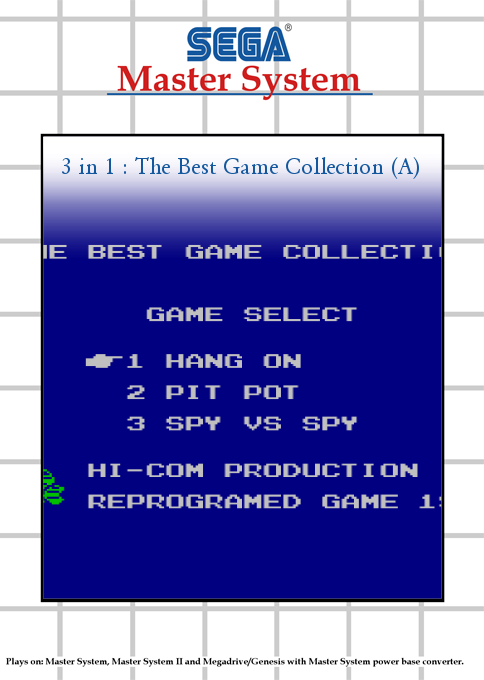 SEGA®
Master System
3 in 1 : The Best Game Collection (A)
BEST GAME COLLECTI
GAME SELECT
1 HANG ON
2 PIT POT
3 SPY VS SPY
HI-COM PRODUCTION
REPROGRAMED GAME
Plays on: Master System, Master System II and Megadrive/Genesis with Master System power base converter.